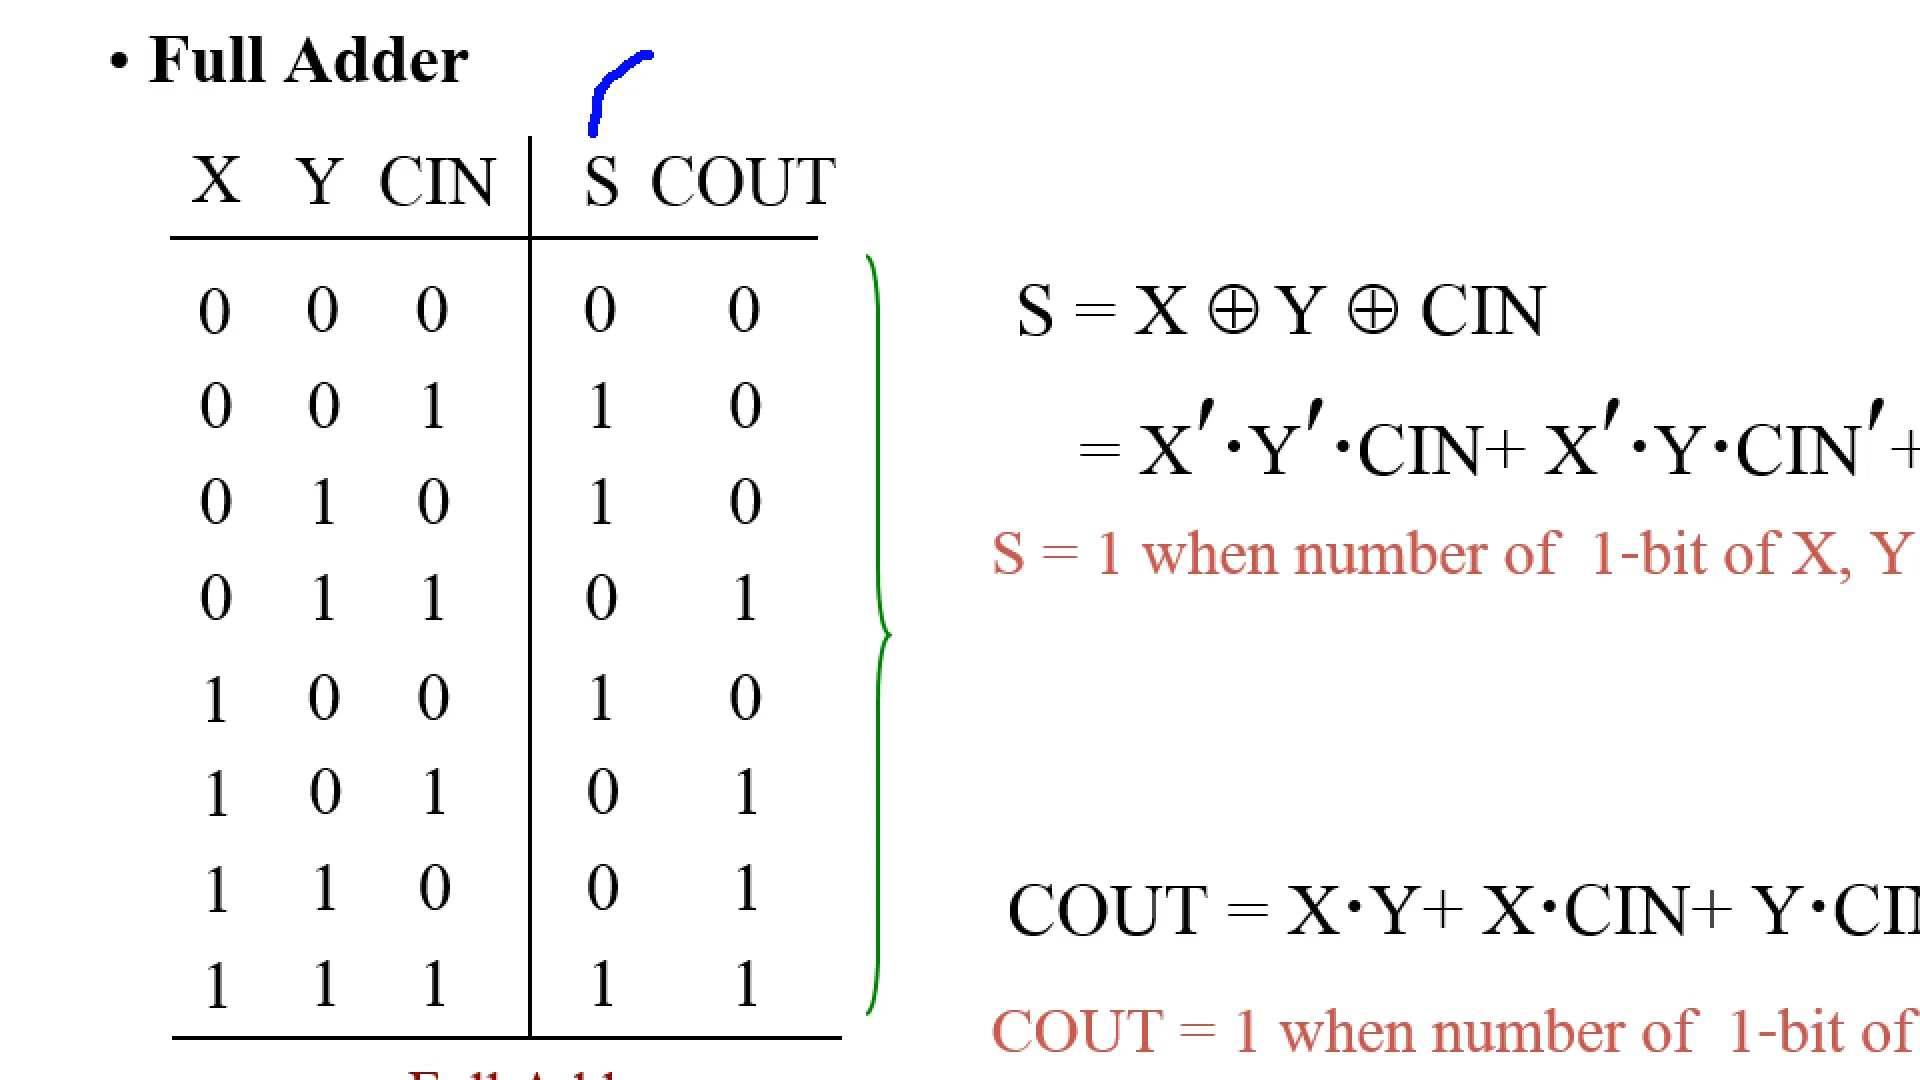 • Full Adder
X Y CIN S COUT
0 0 0 0 0
0 0 1 1 0
0 1 0 1 0
0 1 1 0 1
1 0 0 1 0
1 0 1 0 1
1 1 0 0 1
1 1 1 1 1
S = X ⊕ Y ⊕ CIN
= X′·Y′·CIN+ X′·Y·CIN′+
S = 1 when number of 1-bit of X, Y
COUT = X·Y+ X·CIN+ Y·CI
COUT = 1 when number of 1-bit of